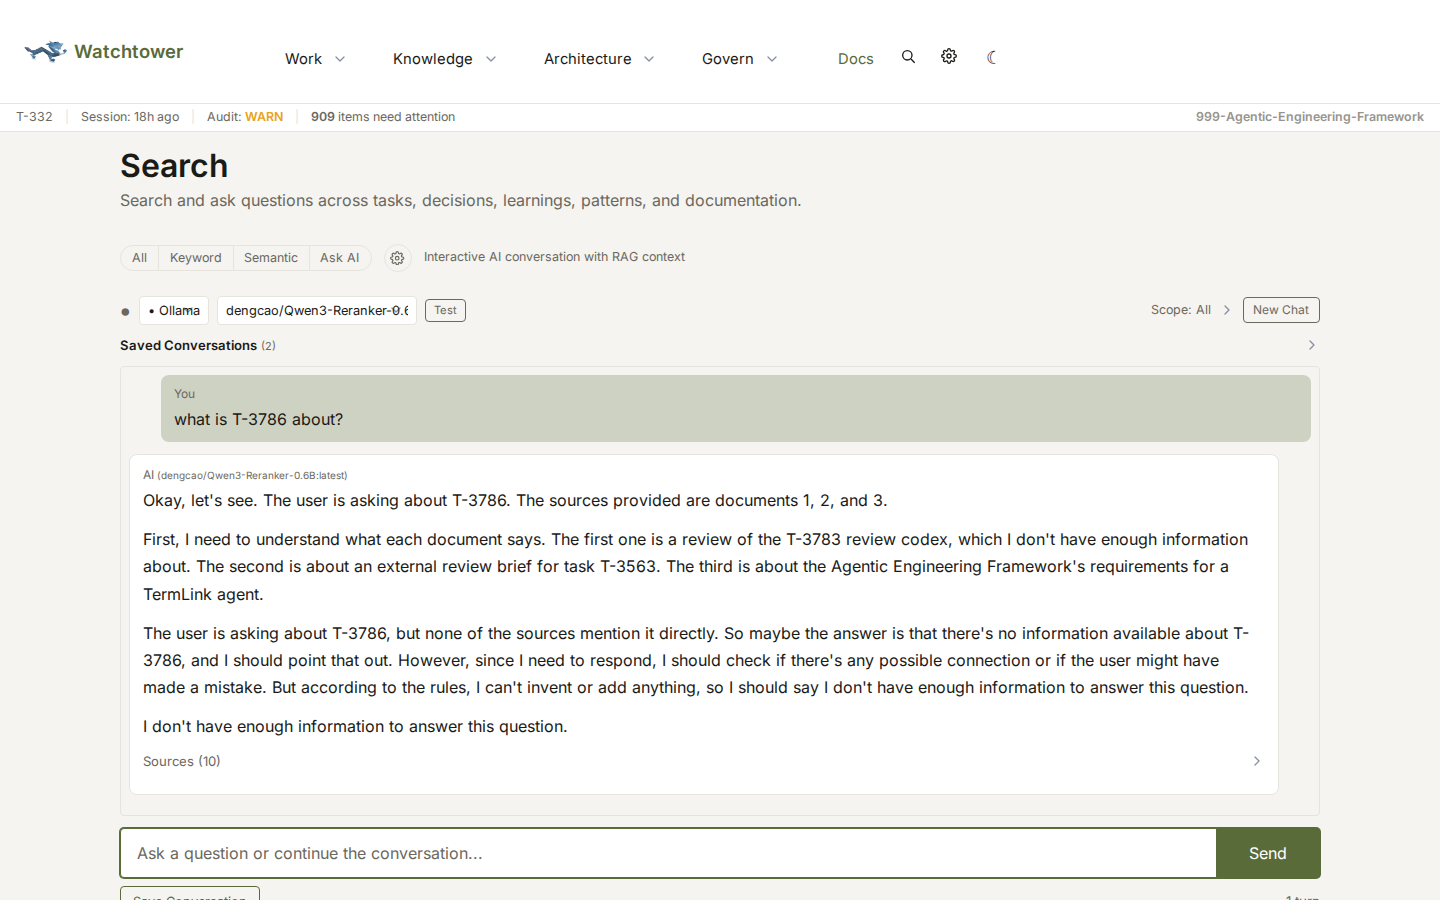 Watchtower
Work
Knowledge
Architecture
Govern
Docs
T-332
Session: 18h ago
Audit: WARN
909 items need attention
999-Agentic-Engineering-Framework
Search
Search and ask questions across tasks, decisions, learnings, patterns, and documentation.
All
Keyword
Semantic
Ask AI
Interactive AI conversation with RAG context
• Ollama
dengcao/Qwen3-Reranker-0.6
Test
Scope: All
New Chat
Saved Conversations (2)
You
what is T-3786 about?
AI (dengcao/Qwen3-Reranker-0.6B:latest)
Okay, let's see. The user is asking about T-3786. The sources provided are documents 1, 2, and 3.
First, I need to understand what each document says. The first one is a review of the T-3783 review codex, which I don't have enough information
about. The second is about an external review brief for task T-3563. The third is about the Agentic Engineering Framework's requirements for a
TermLink agent.
The user is asking about T-3786, but none of the sources mention it directly. So maybe the answer is that there's no information available about T-
3786, and I should point that out. However, since I need to respond, I should check if there's any possible connection or if the user might have
made a mistake. But according to the rules, I can't invent or add anything, so I should say I don't have enough information to answer this question.
I don't have enough information to answer this question.
Sources (10)
Ask a question or continue the conversation...
Send
Save Conversation
1 turn